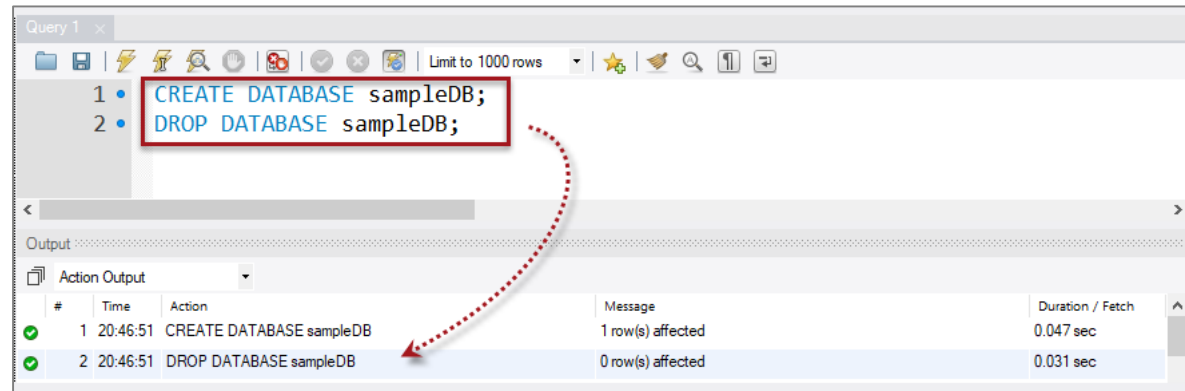 Query 1
Limit to 1000 rows
1 CREATE DATABASE sampleDB;
2 DROP DATABASE sampleDB;
Output
Action Output
# Time Action Message Duration / Fetch
1 20:46:51 CREATE DATABASE sampleDB 1 row(s) affected 0.047 sec
2 20:46:51 DROP DATABASE sampleDB 0 row(s) affected 0.031 sec